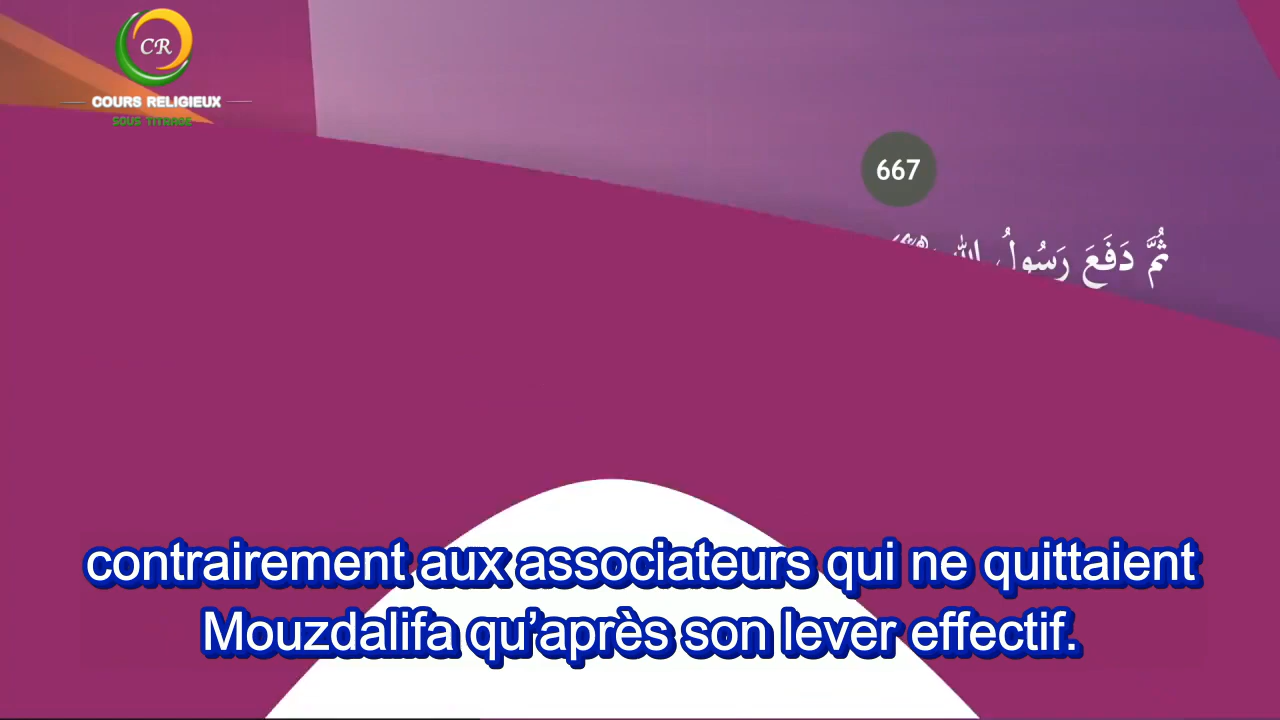 CR
COURS RELIGIEUX
SOUS TITRAGE
667
ثُمَّ دَفَعَ رَسُولُ الله
contrairement aux associateurs qui ne quittaient
Mouzdalifa qu’après son lever effectif.